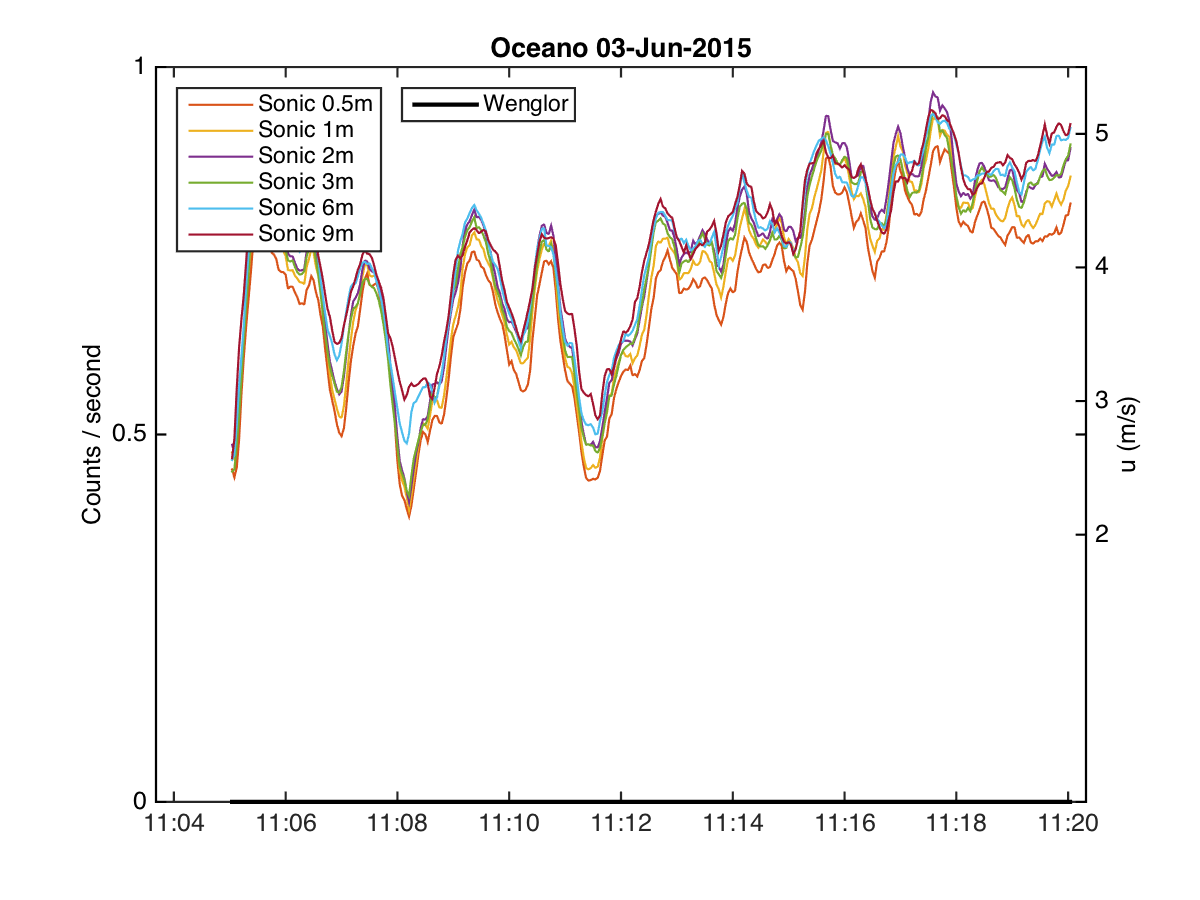 Oceano 03-Jun-2015
Sonic 0.5m
Sonic 1m
Sonic 2m
Sonic 3m
Sonic 6m
Sonic 9m
Wenglor
Counts / second
1
0.5
0
u (m/s)
5
4
3
2
11:04 11:06 11:08 11:10 11:12 11:14 11:16 11:18 11:20